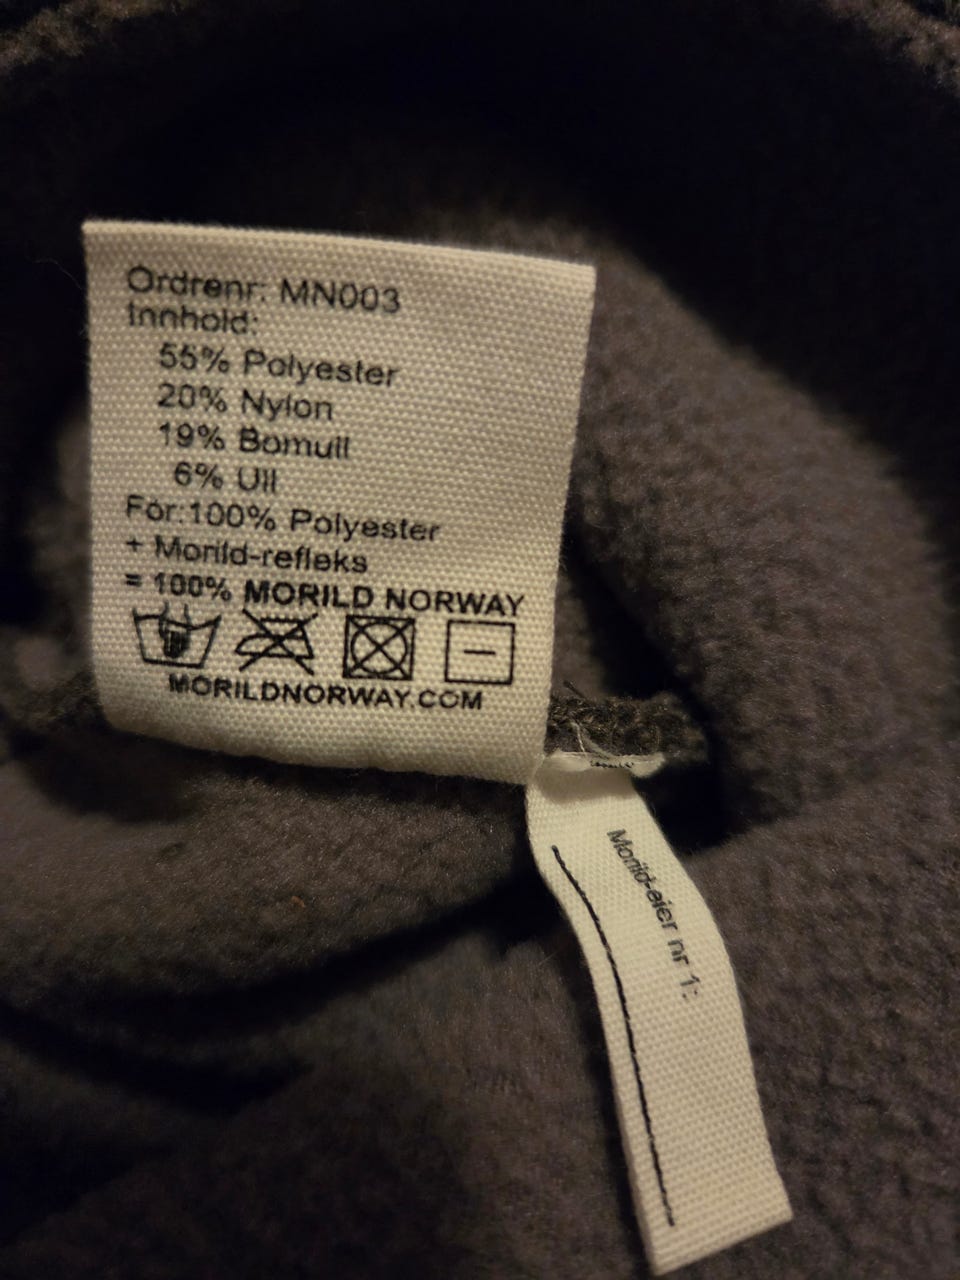 Ordrenr: MN003
Innhold:
55% Polyester
20% Nylon
19% Bomull
6% Ull
Fôr:100% Polyester
+ Morild-refleks
= 100% MORILD NORWAY
MORILDNORWAY.COM
Morild-eier nr 1: